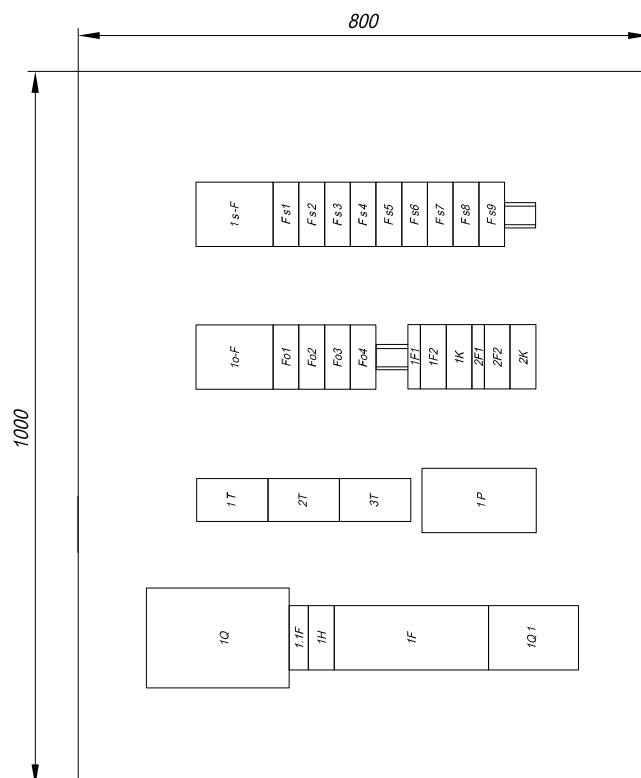 800
1000
1s-F
Fs1
Fs2
Fs3
Fs4
Fs5
Fs6
Fs7
Fs8
Fs9
1o-F
Fo1
Fo2
Fo3
Fo4
1F1
1F2
1K
2F1
2F2
2K
1T
2T
3T
1P
1Q
1.1F
1H
1F
1Q1